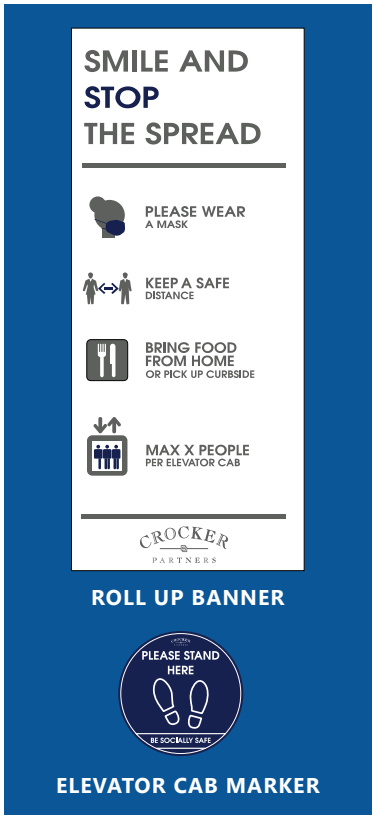 SMILE AND
STOP
THE SPREAD
PLEASE WEAR
A MASK
KEEP A SAFE
DISTANCE
BRING FOOD
FROM HOME
OR PICK UP CURBSIDE
MAX X PEOPLE
PER ELEVATOR CAB
CROCKER
PARTNERS
ROLL UP BANNER
CROCKER
PLEASE STAND
HERE
BE SOCIALLY SAFE
ELEVATOR CAB MARKER